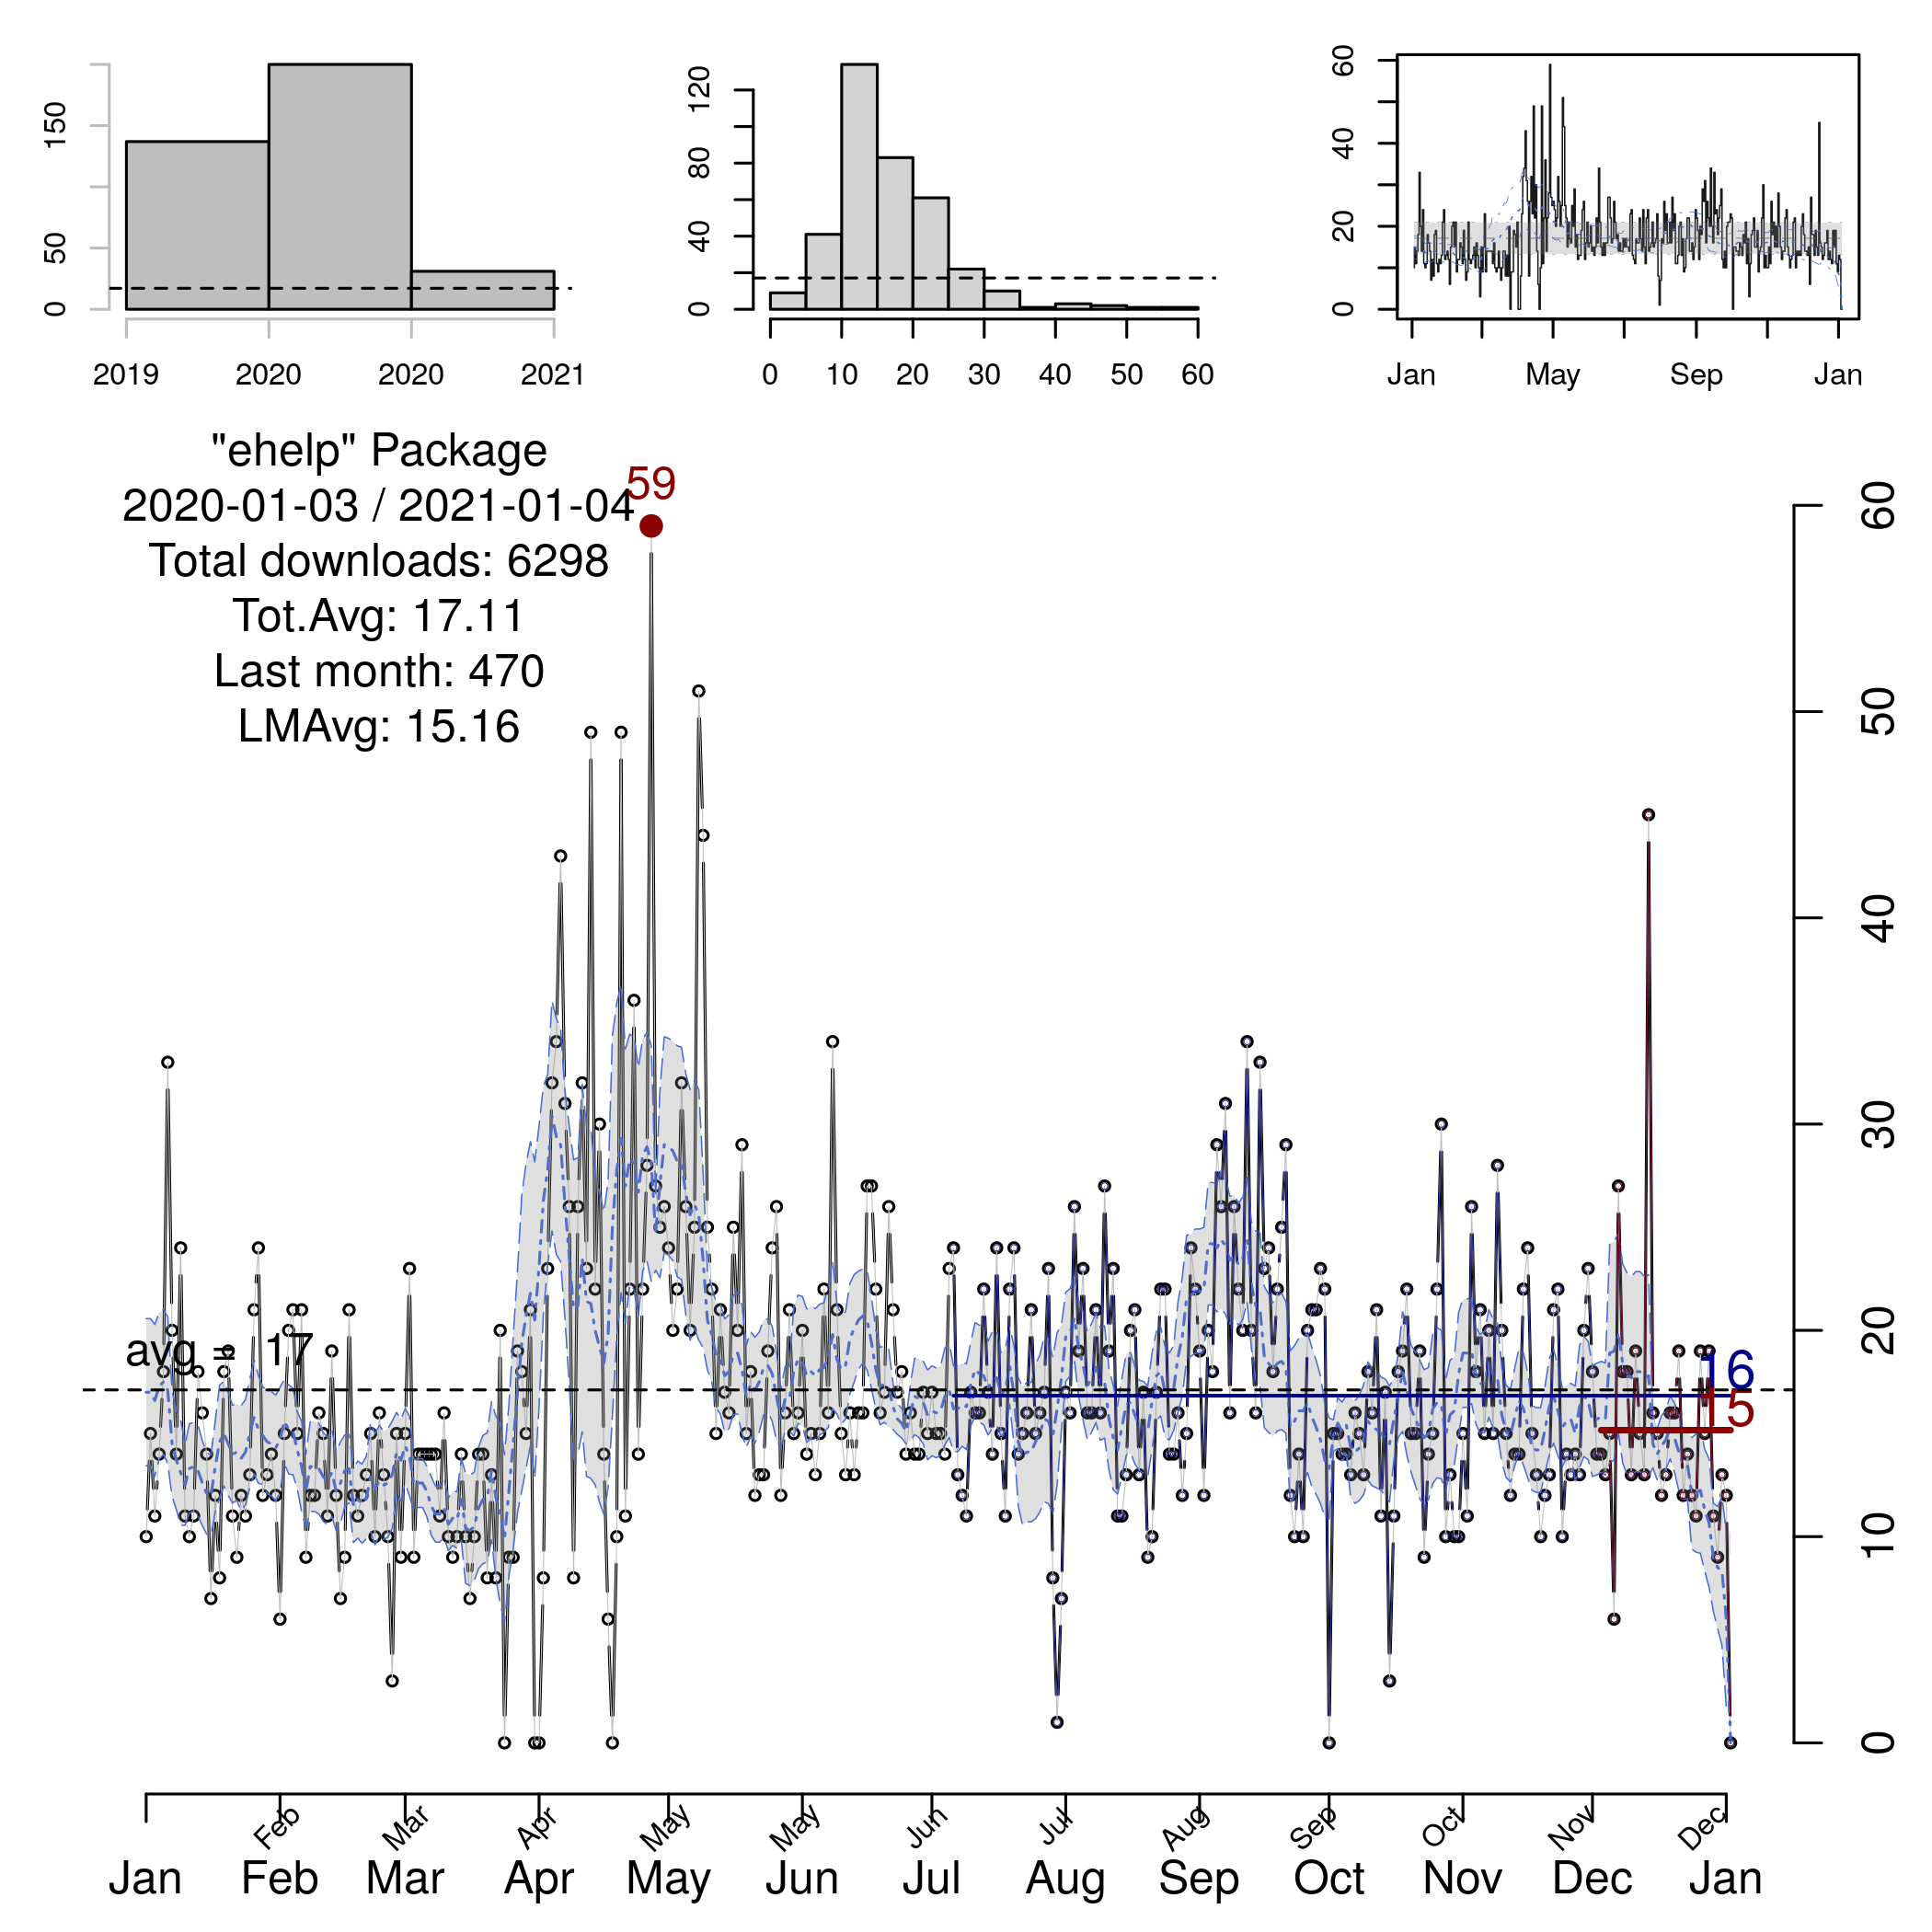 150
50
0
2019 2020 2020 2021
120
80
40
0
0 10 20 30 40 50 60
60
40
20
0
Jan May Sep Jan
"ehelp" Package
2020-01-03 / 2021-01-04
Total downloads: 6298
Tot.Avg: 17.11
Last month: 470
LMAvg: 15.16
59
avg = 17
16
15
60
50
40
30
20
10
0
Feb Mar Apr May May Jun Jul Aug Sep Oct Nov Dec
Jan Feb Mar Apr May Jun Jul Aug Sep Oct Nov Dec Jan